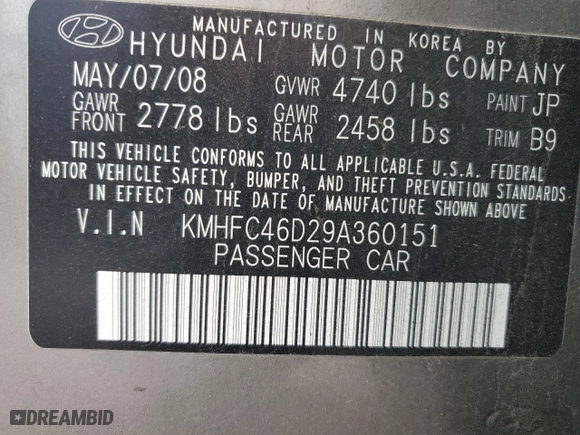 MANUFACTURED IN KOREA BY
HYUNDAI MOTOR COMPANY
MAY/07/08 GVWR 4740 lbs PAINT JP
GAWR FRONT 2778 lbs GAWR REAR 2458 lbs TRIM B9
THIS VEHICLE CONFORMS TO ALL APPLICABLE U.S.A. FEDERAL
MOTOR VEHICLE SAFETY, BUMPER, AND THEFT PREVENTION STANDARDS
IN EFFECT ON THE DATE OF MANUFACTURE SHOWN ABOVE.
V.I.N KMHFC46D29A360151
PASSENGER CAR
DREAMBID